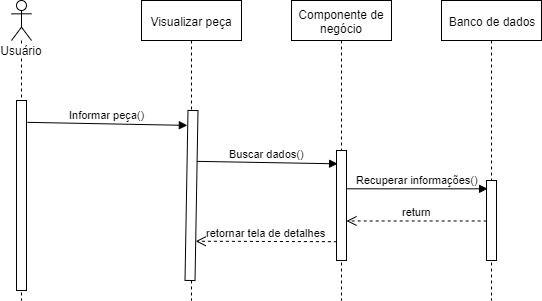 Usuário
Visualizar peça
Componente de
negócio
Banco de dados
Informar peça()
Buscar dados()
Recuperar informações()
return
retornar tela de detalhes